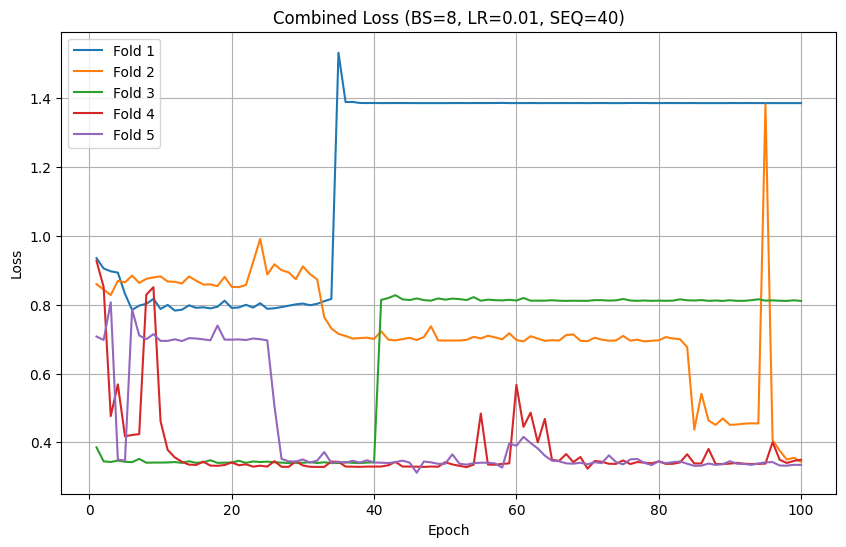 Combined Loss (BS=8, LR=0.01, SEQ=40)
Fold 1
Fold 2
Fold 3
Fold 4
Fold 5
Loss
1.4
1.2
1.0
0.8
0.6
0.4
0 20 40 60 80 100
Epoch